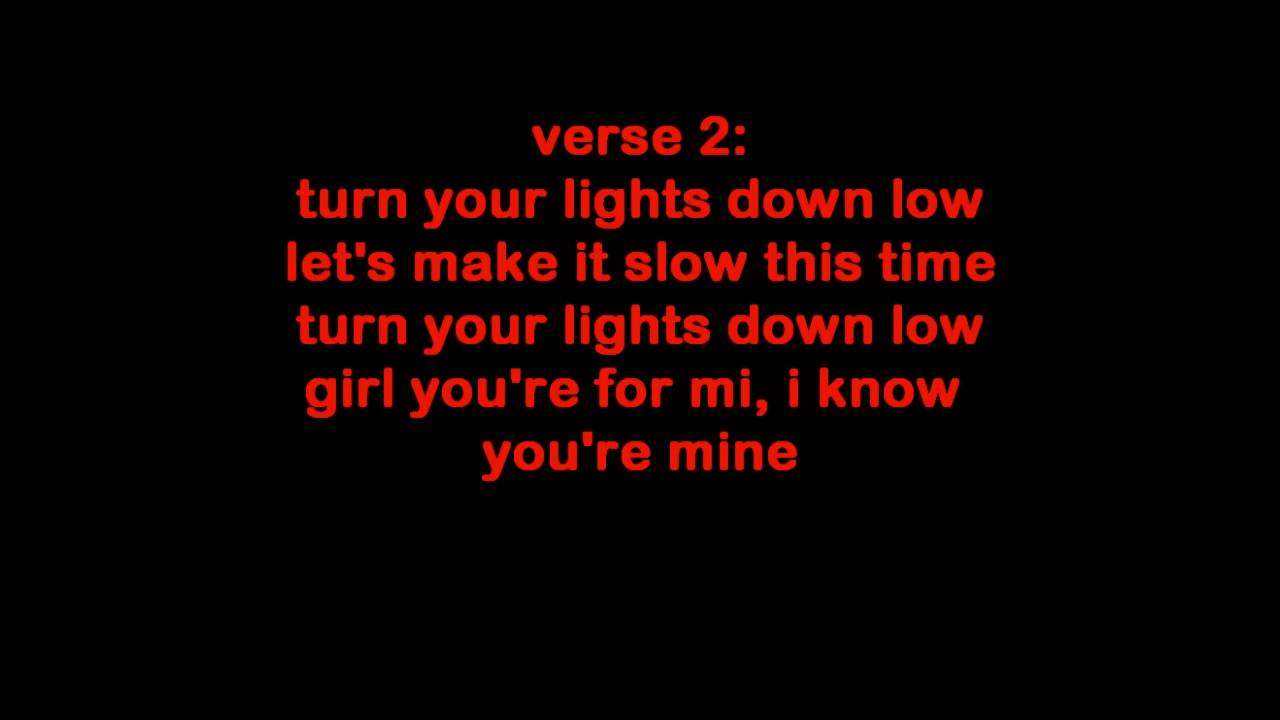 verse 2:
turn your lights down low
let's make it slow this time
turn your lights down low
girl you're for mi, i know
you're mine